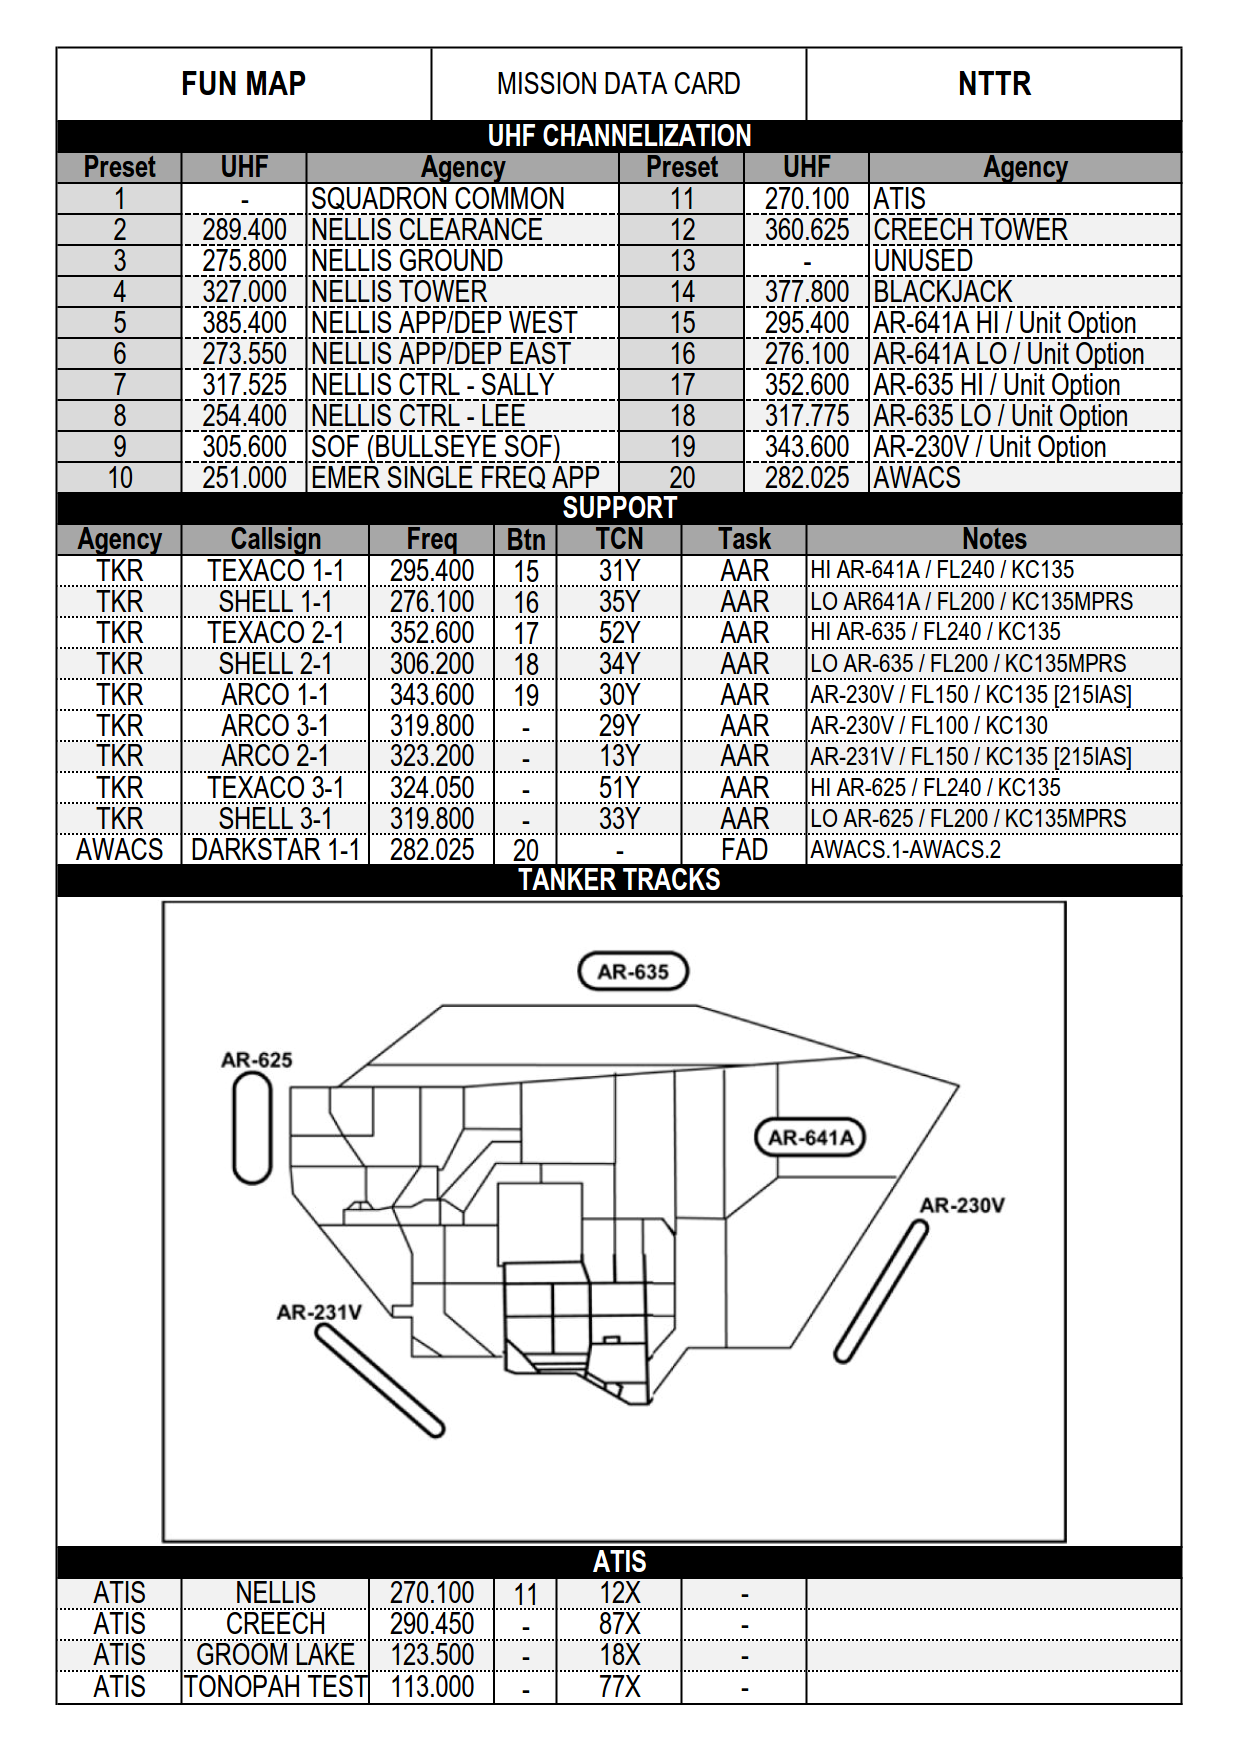 FUN MAP MISSION DATA CARD NTTR
UHF CHANNELIZATION
Preset UHF Agency Preset UHF Agency
1 - SQUADRON COMMON 11 270.100 ATIS
2 289.400 NELLIS CLEARANCE 12 360.625 CREECH TOWER
3 275.800 NELLIS GROUND 13 - UNUSED
4 327.000 NELLIS TOWER 14 377.800 BLACKJACK
5 385.400 NELLIS APP/DEP WEST 15 295.400 AR-641A HI / Unit Option
6 273.550 NELLIS APP/DEP EAST 16 276.100 AR-641A LO / Unit Option
7 317.525 NELLIS CTRL - SALLY 17 352.600 AR-635 HI / Unit Option
8 254.400 NELLIS CTRL - LEE 18 317.775 AR-635 LO / Unit Option
9 305.600 SOF (BULLSEYE SOF) 19 343.600 AR-230V / Unit Option
10 251.000 EMER SINGLE FREQ APP 20 282.025 AWACS
SUPPORT
Agency Callsign Freq Btn TCN Task Notes
TKR TEXACO 1-1 295.400 15 31Y AAR HI AR-641A / FL240 / KC135
TKR SHELL 1-1 276.100 16 35Y AAR LO AR641A / FL200 / KC135MPRS
TKR TEXACO 2-1 352.600 17 52Y AAR HI AR-635 / FL240 / KC135
TKR SHELL 2-1 306.200 18 34Y AAR LO AR-635 / FL200 / KC135MPRS
TKR ARCO 1-1 343.600 19 30Y AAR AR-230V / FL150 / KC135 [215IAS]
TKR ARCO 3-1 319.800 - 29Y AAR AR-230V / FL100 / KC130
TKR ARCO 2-1 323.200 - 13Y AAR AR-231V / FL150 / KC135 [215IAS]
TKR TEXACO 3-1 324.050 - 51Y AAR HI AR-625 / FL240 / KC135
TKR SHELL 3-1 319.800 - 33Y AAR LO AR-625 / FL200 / KC135MPRS
AWACS DARKSTAR 1-1 282.025 20 - FAD AWACS.1-AWACS.2
TANKER TRACKS
AR-635
AR-625
AR-641A
AR-230V
AR-231V
ATIS
ATIS NELLIS 270.100 11 12X -
ATIS CREECH 290.450 - 87X -
ATIS GROOM LAKE 123.500 - 18X -
ATIS TONOPAH TEST 113.000 - 77X -